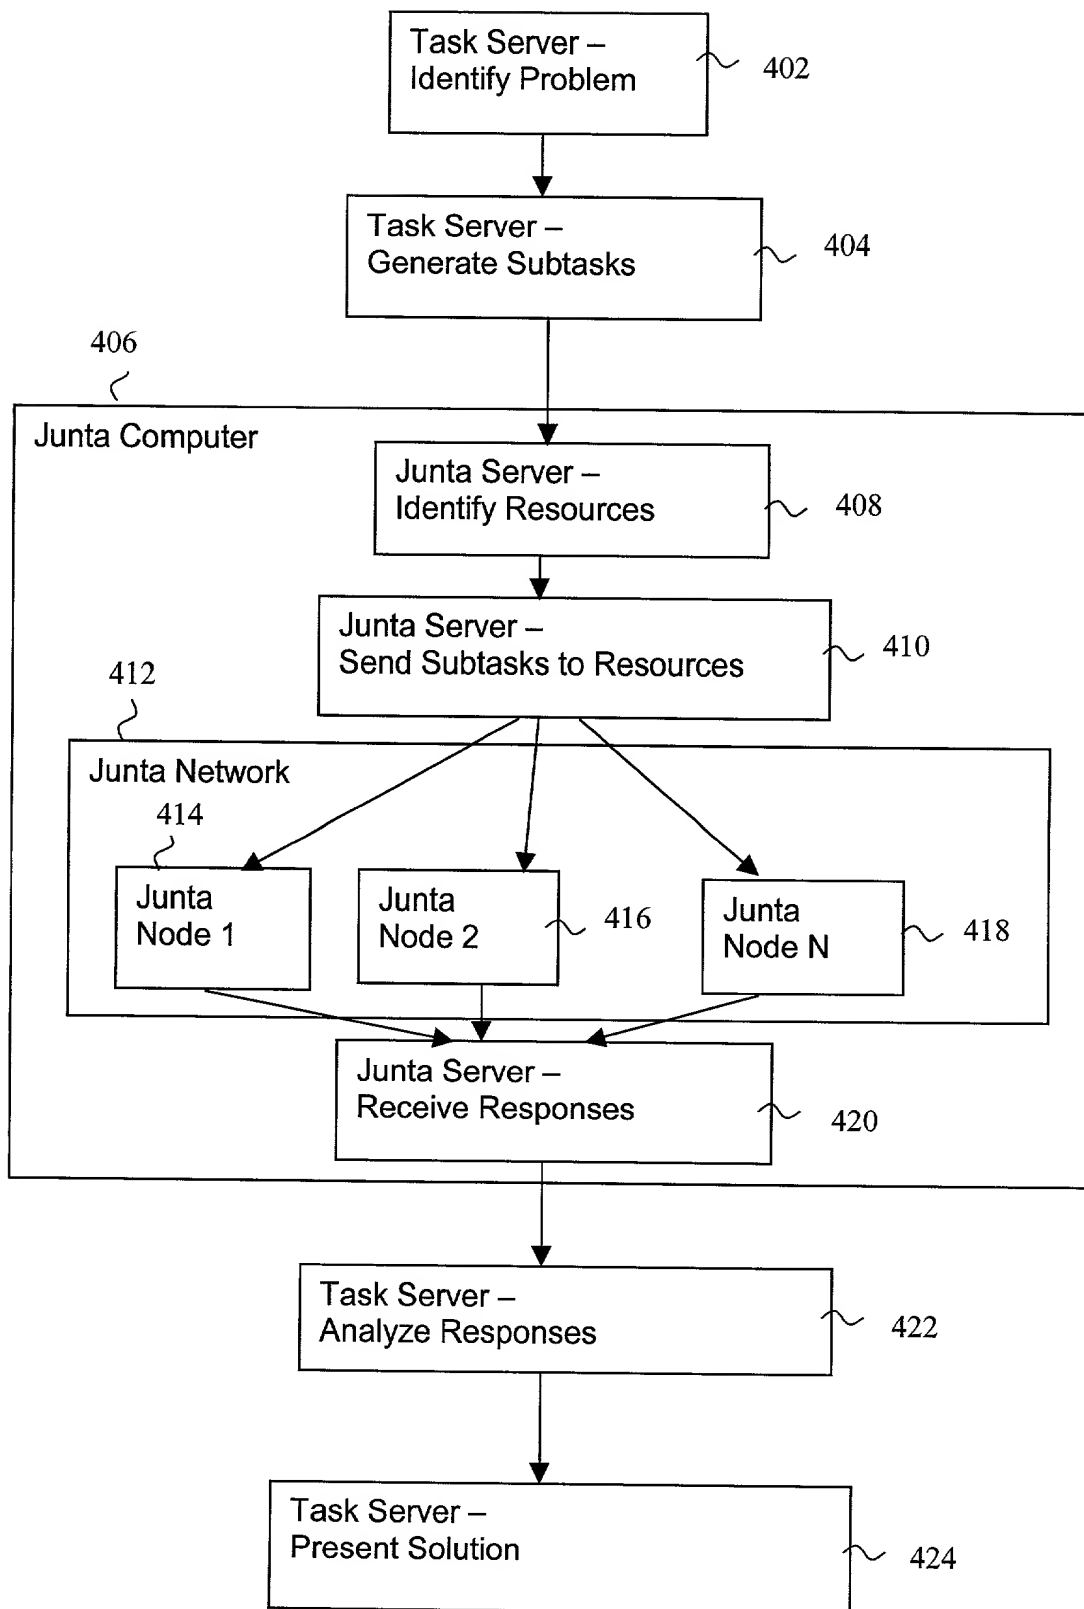 Task Server –
Identify Problem
402
Task Server –
Generate Subtasks
404
406
Junta Computer
Junta Server –
Identify Resources
408
Junta Server –
Send Subtasks to Resources
410
412
Junta Network
414
Junta
Node 1
Junta
Node 2
416
Junta
Node N
418
Junta Server –
Receive Responses
420
Task Server –
Analyze Responses
422
Task Server –
Present Solution
424